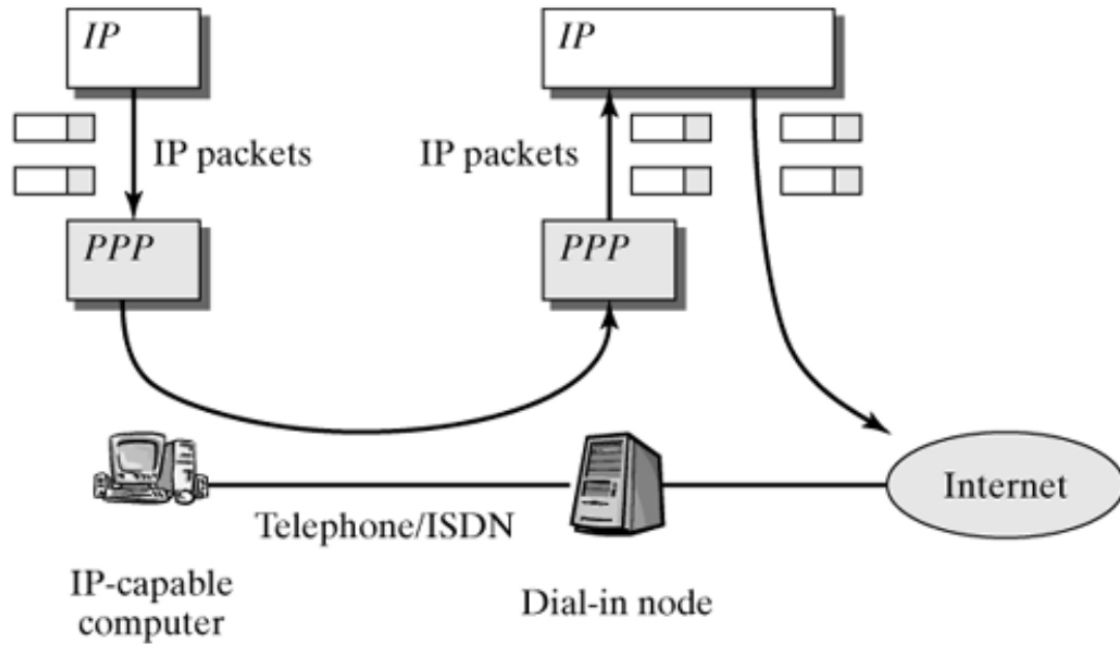 IP
IP
IP packets
IP packets
PPP
PPP
Internet
Telephone/ISDN
IP-capable
computer
Dial-in node